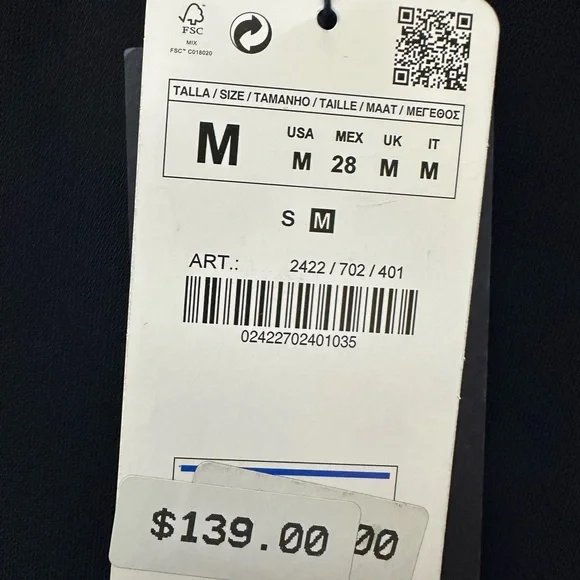 FSC
MIX
FSC™ C018020
TALLA / SIZE / TAMANHO / TAILLE / MAAT / ΜΕΓΕΘΟΣ
M
USA MEX UK IT
M 28 M M
S M
ART.: 2422 / 702 / 401
02422702401035
$139.00
00